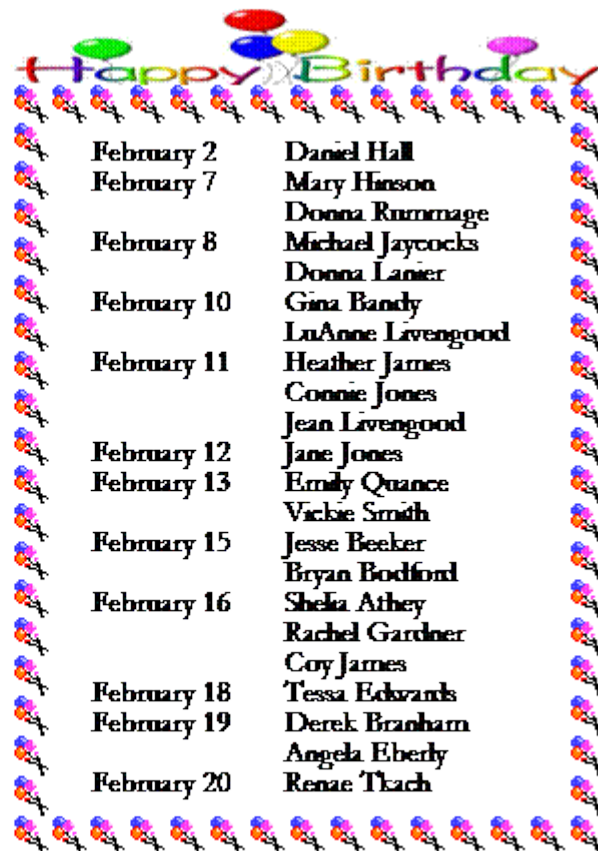 Happy Birthday
February 2 Daniel Hall
February 7 Mary Hinson
Donna Rummage
February 8 Michael Jaycocks
Donna Lanier
February 10 Gina Bandy
LuAnne Livengood
February 11 Heather James
Connie Jones
Jean Livengood
February 12 Jane Jones
February 13 Emily Quance
Vickie Smith
February 15 Jesse Beeker
Bryan Bodford
February 16 Shelia Athey
Rachel Gardner
Coy James
February 18 Tessa Edwards
February 19 Derek Branham
Angela Eberly
February 20 Renae Tkach